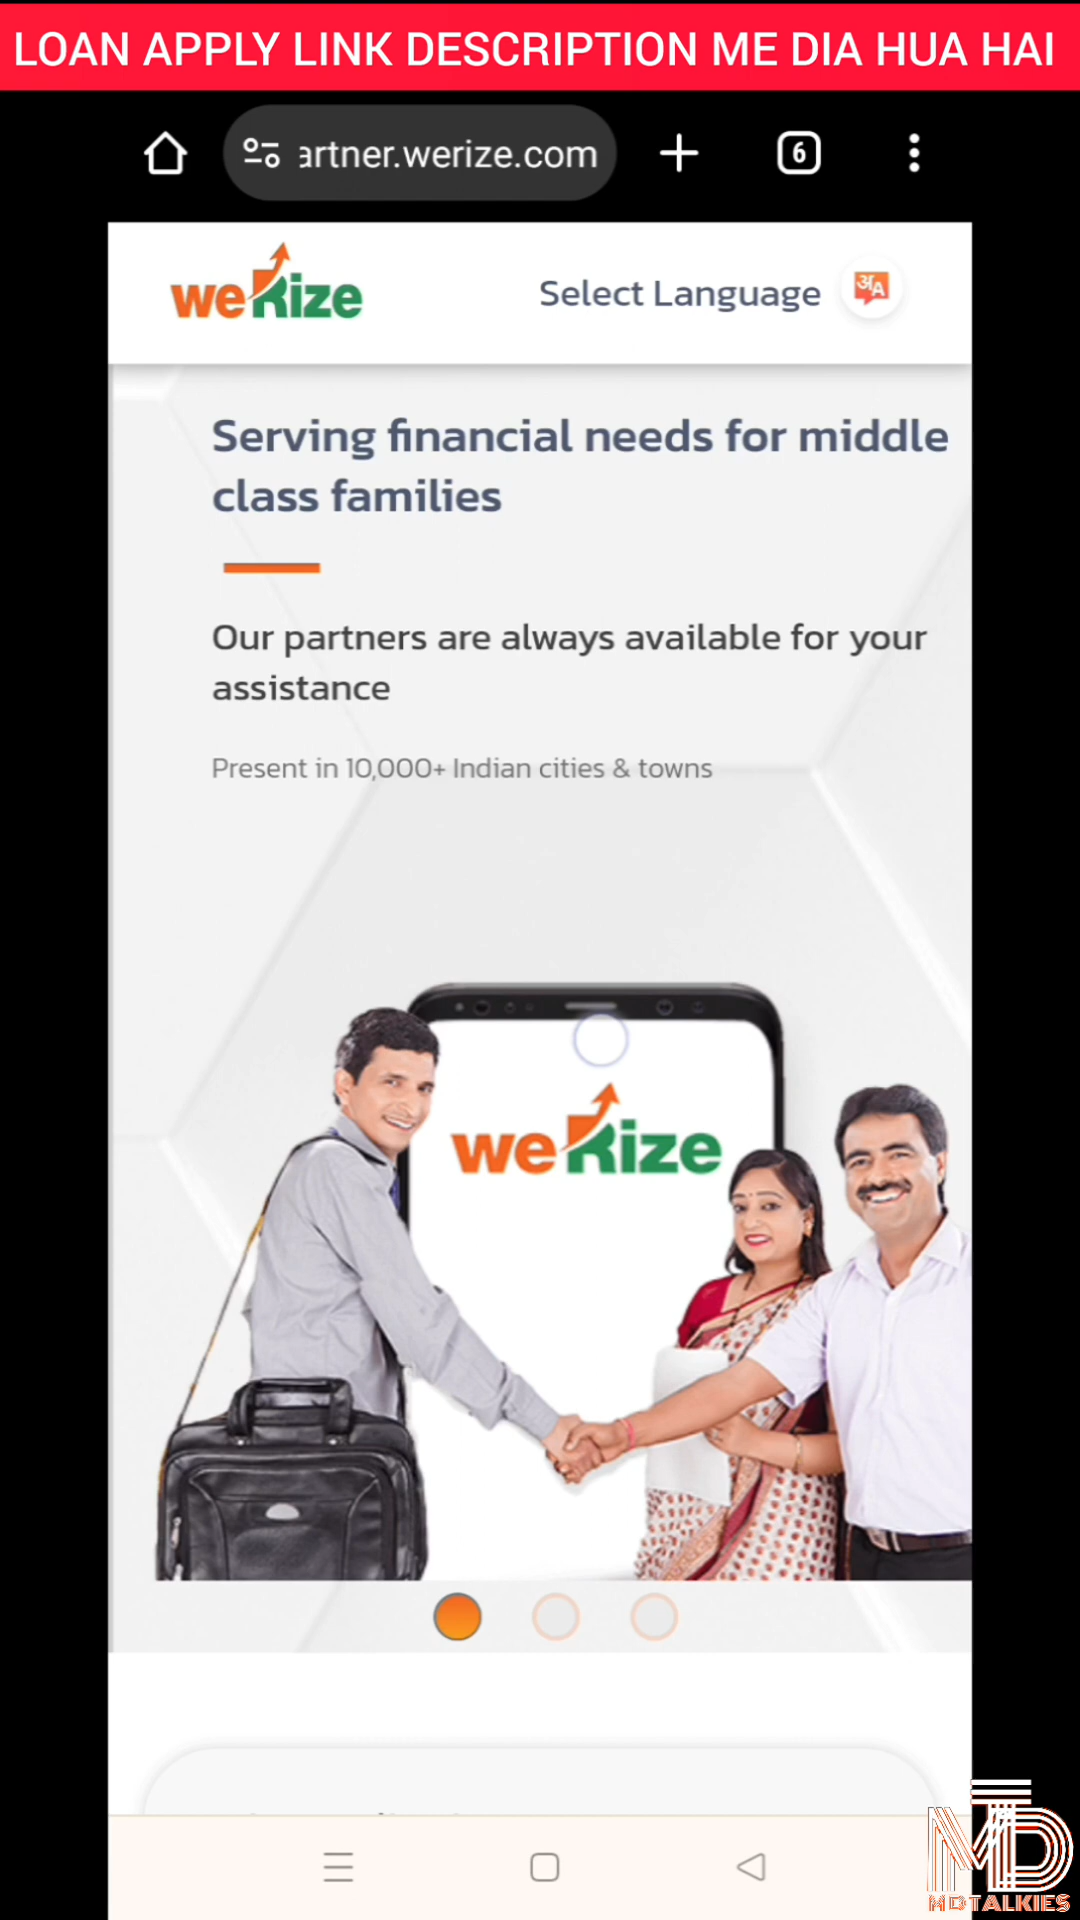 LOAN APPLY LINK DESCRIPTION ME DIA HUA HAI
artner.werize.com
6
weRize
Select Language
अA
Serving financial needs for middle
class families
Our partners are always available for your
assistance
Present in 10,000+ Indian cities & towns
weRize
MD
MDTALKIES